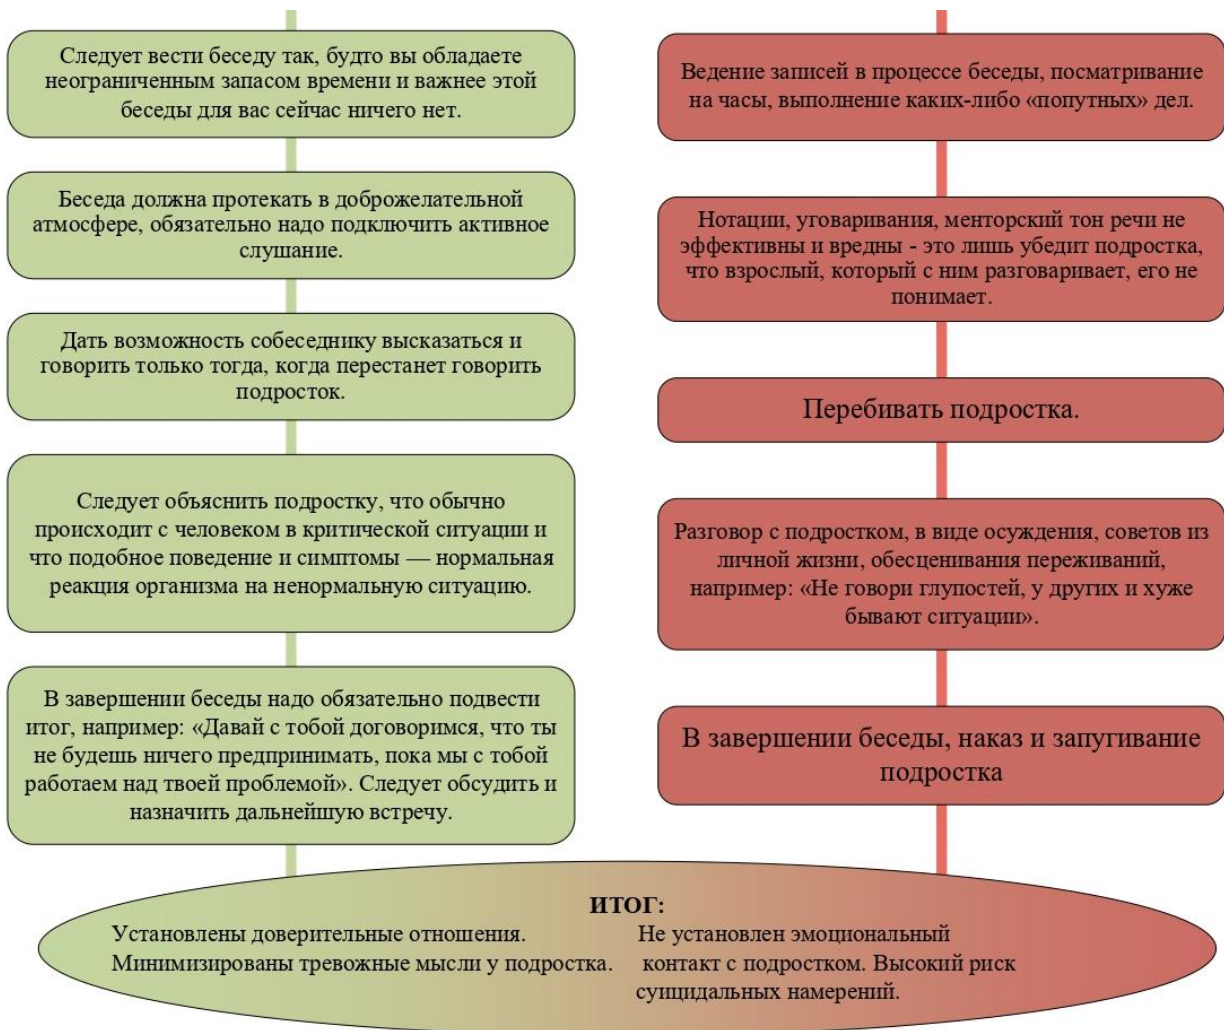 Следует вести беседу так, будто вы обладаете
неограниченным запасом времени и важнее этой
беседы для вас сейчас ничего нет.
Беседа должна протекать в доброжелательной
атмосфере, обязательно надо подключить активное
слушание.
Дать возможность собеседнику высказаться и
говорить только тогда, когда перестанет говорить
подросток.
Следует объяснить подростку, что обычно
происходит с человеком в критической ситуации и
что подобное поведение и симптомы — нормальная
реакция организма на ненормальную ситуацию.
В завершении беседы надо обязательно подвести
итог, например: «Давай с тобой договоримся, что ты
не будешь ничего предпринимать, пока мы с тобой
работаем над твоей проблемой». Следует обсудить и
назначить дальнейшую встречу.
Ведение записей в процессе беседы, посматривание
на часы, выполнение каких-либо «попутных» дел.
Нотации, уговаривания, менторский тон речи не
эффективны и вредны - это лишь убедит подростка,
что взрослый, который с ним разговаривает, его не
понимает.
Перебивать подростка.
Разговор с подростком, в виде осуждения, советов из
личной жизни, обесценивания переживаний,
например: «Не говори глупостей, у других и хуже
бывают ситуации».
В завершении беседы, наказ и запугивание
подростка
ИТОГ:
Установлены доверительные отношения.
Минимизированы тревожные мысли у подростка.
Не установлен эмоциональный
контакт с подростком. Высокий риск
суицидальных намерений.